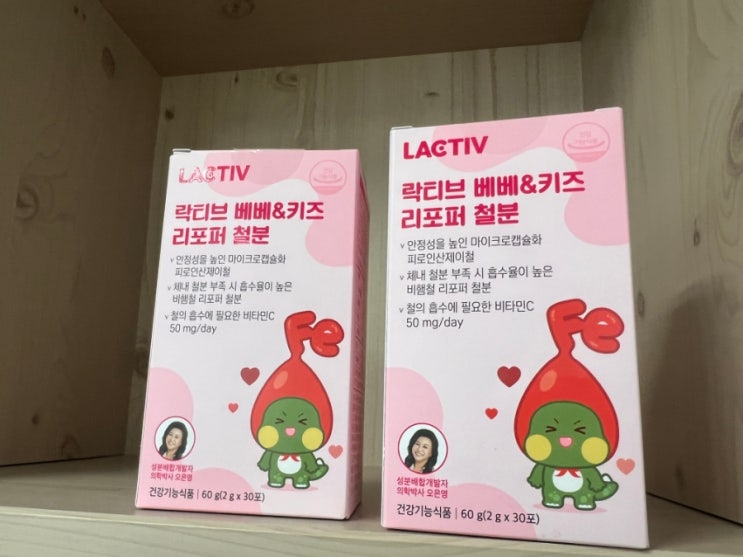 LACTIV
락티브 베베&키즈
리포퍼 철분
v 안정성을 높인 마이크로캡슐화
피로인산제이철
v 체내 철분 부족 시 흡수율이 높은
비햄철 리포퍼 철분
v 철의 흡수에 필요한 비타민C
50 mg/day
Fe
성분배합개발자
의학박사 오은영
건강기능식품 | 60 g(2 g x 30포)
LACTIV
락티브 베베&키즈
리포퍼 철분
v 안정성을 높인 마이크로캡슐화
피로인산제이철
v 체내 철분 부족 시 흡수율이 높은
비햄철 리포퍼 철분
v 철의 흡수에 필요한 비타민C
50 mg/day
Fe
성분배합개발자
의학박사 오은영
건강기능식품 | 60 g(2 g x 30포)